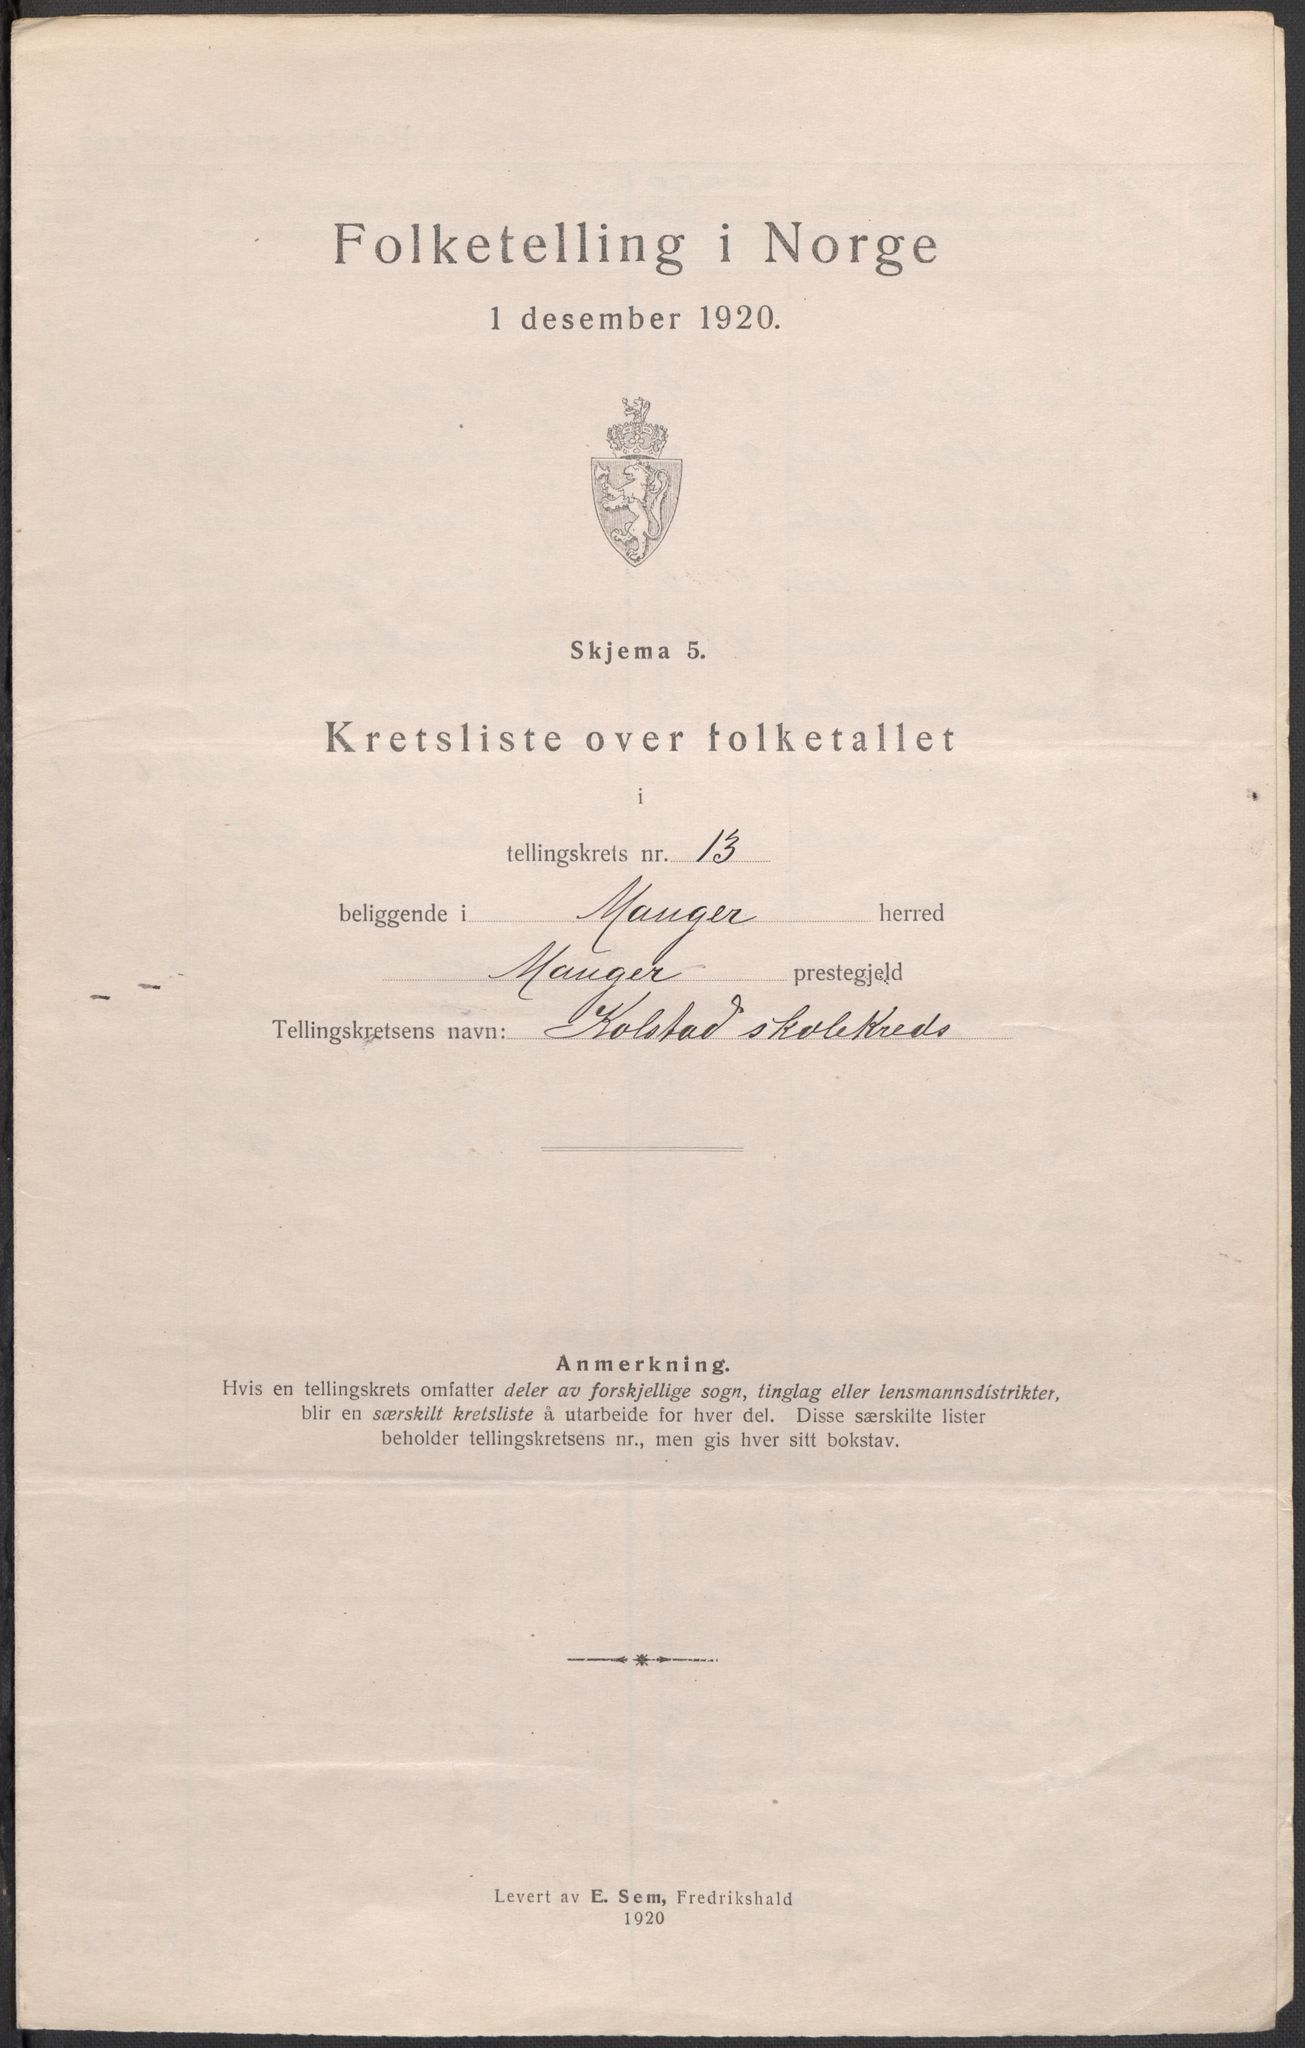 Folketelling i Norge
1 desember 1920.
Skjema 5.
Kretsliste over folketallet
i
tellingskrets nr. 13
beliggende i Manger herred
Manger prestegjeld
Tellingskretsens navn: Kolstad skolekreds
Anmerkning.
Hvis en tellingskrets omfatter deler av forskjellige sogn, tinglag eller lensmannsdistrikter,
blir en særskilt kretsliste å utarbeide for hver del. Disse særskilte lister
beholder tellingskretsens nr., men gis hver sitt bokstav.
Levert av E. Sem, Fredrikshald
1920